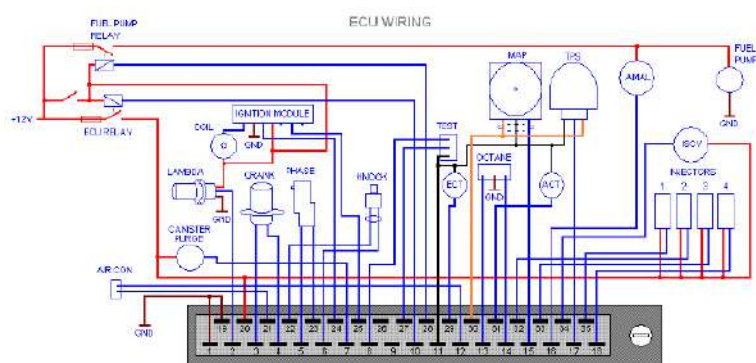 ECU WIRING
FUEL PUMP
RELAY
MAP
TPS
AMAL
FUEL
PUMP
GND
+12V
ECU RELAY
IGNITION MODULE
COIL
GND
TEST
ISCV
OCTANE
INJECTORS
LAMBDA
CRANK
PHASE
KNOCK
ECT
GND
ACT
1 2 3 4
GND
CANISTER
PURGE
AIRCON
GND
19 20 21 22 23 24 25 26 27 28 29 30 31 32 33 34 35
1 2 3 4 5 6 7 8 9 10 11 12 13 14 15 16 17 18